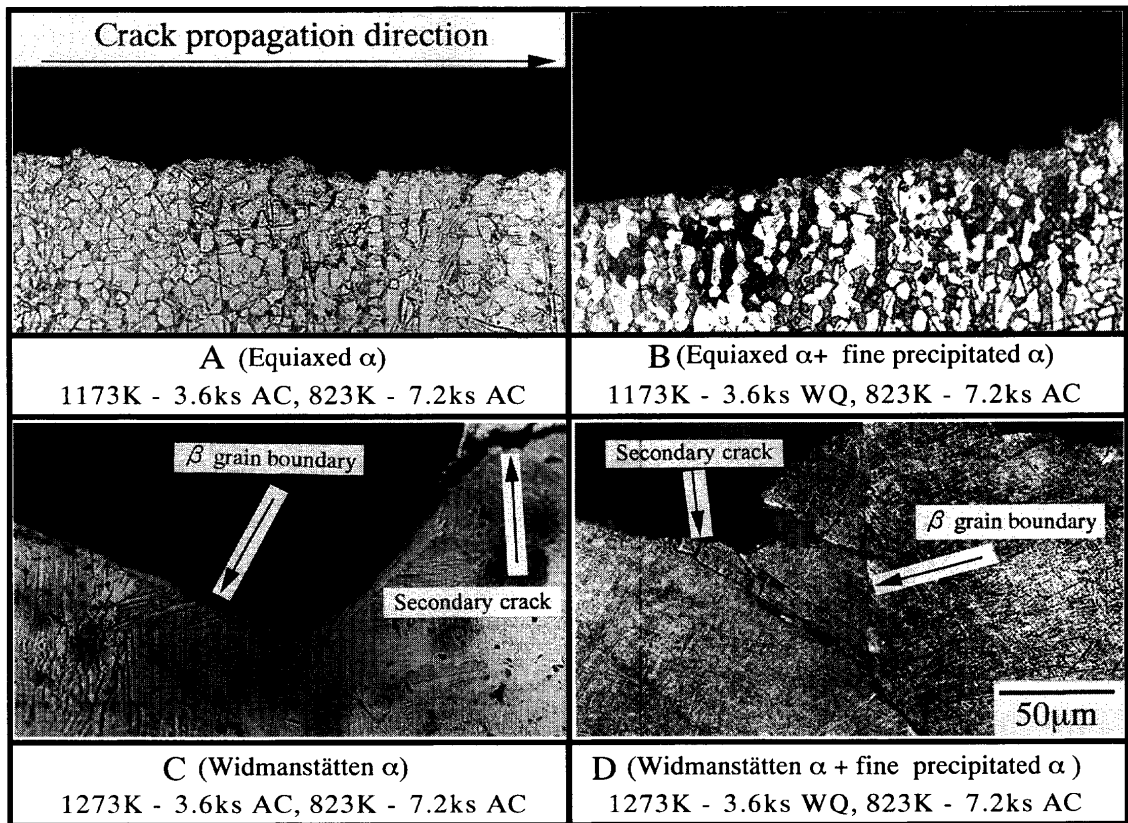 Crack propagation direction
A (Equiaxed α)
1173K - 3.6ks AC, 823K - 7.2ks AC
B (Equiaxed α+ fine precipitated α)
1173K - 3.6ks WQ, 823K - 7.2ks AC
β grain boundary
Secondary crack
C (Widmanstätten α)
1273K - 3.6ks AC, 823K - 7.2ks AC
Secondary crack
β grain boundary
50μm
D (Widmanstätten α + fine precipitated α)
1273K - 3.6ks WQ, 823K - 7.2ks AC